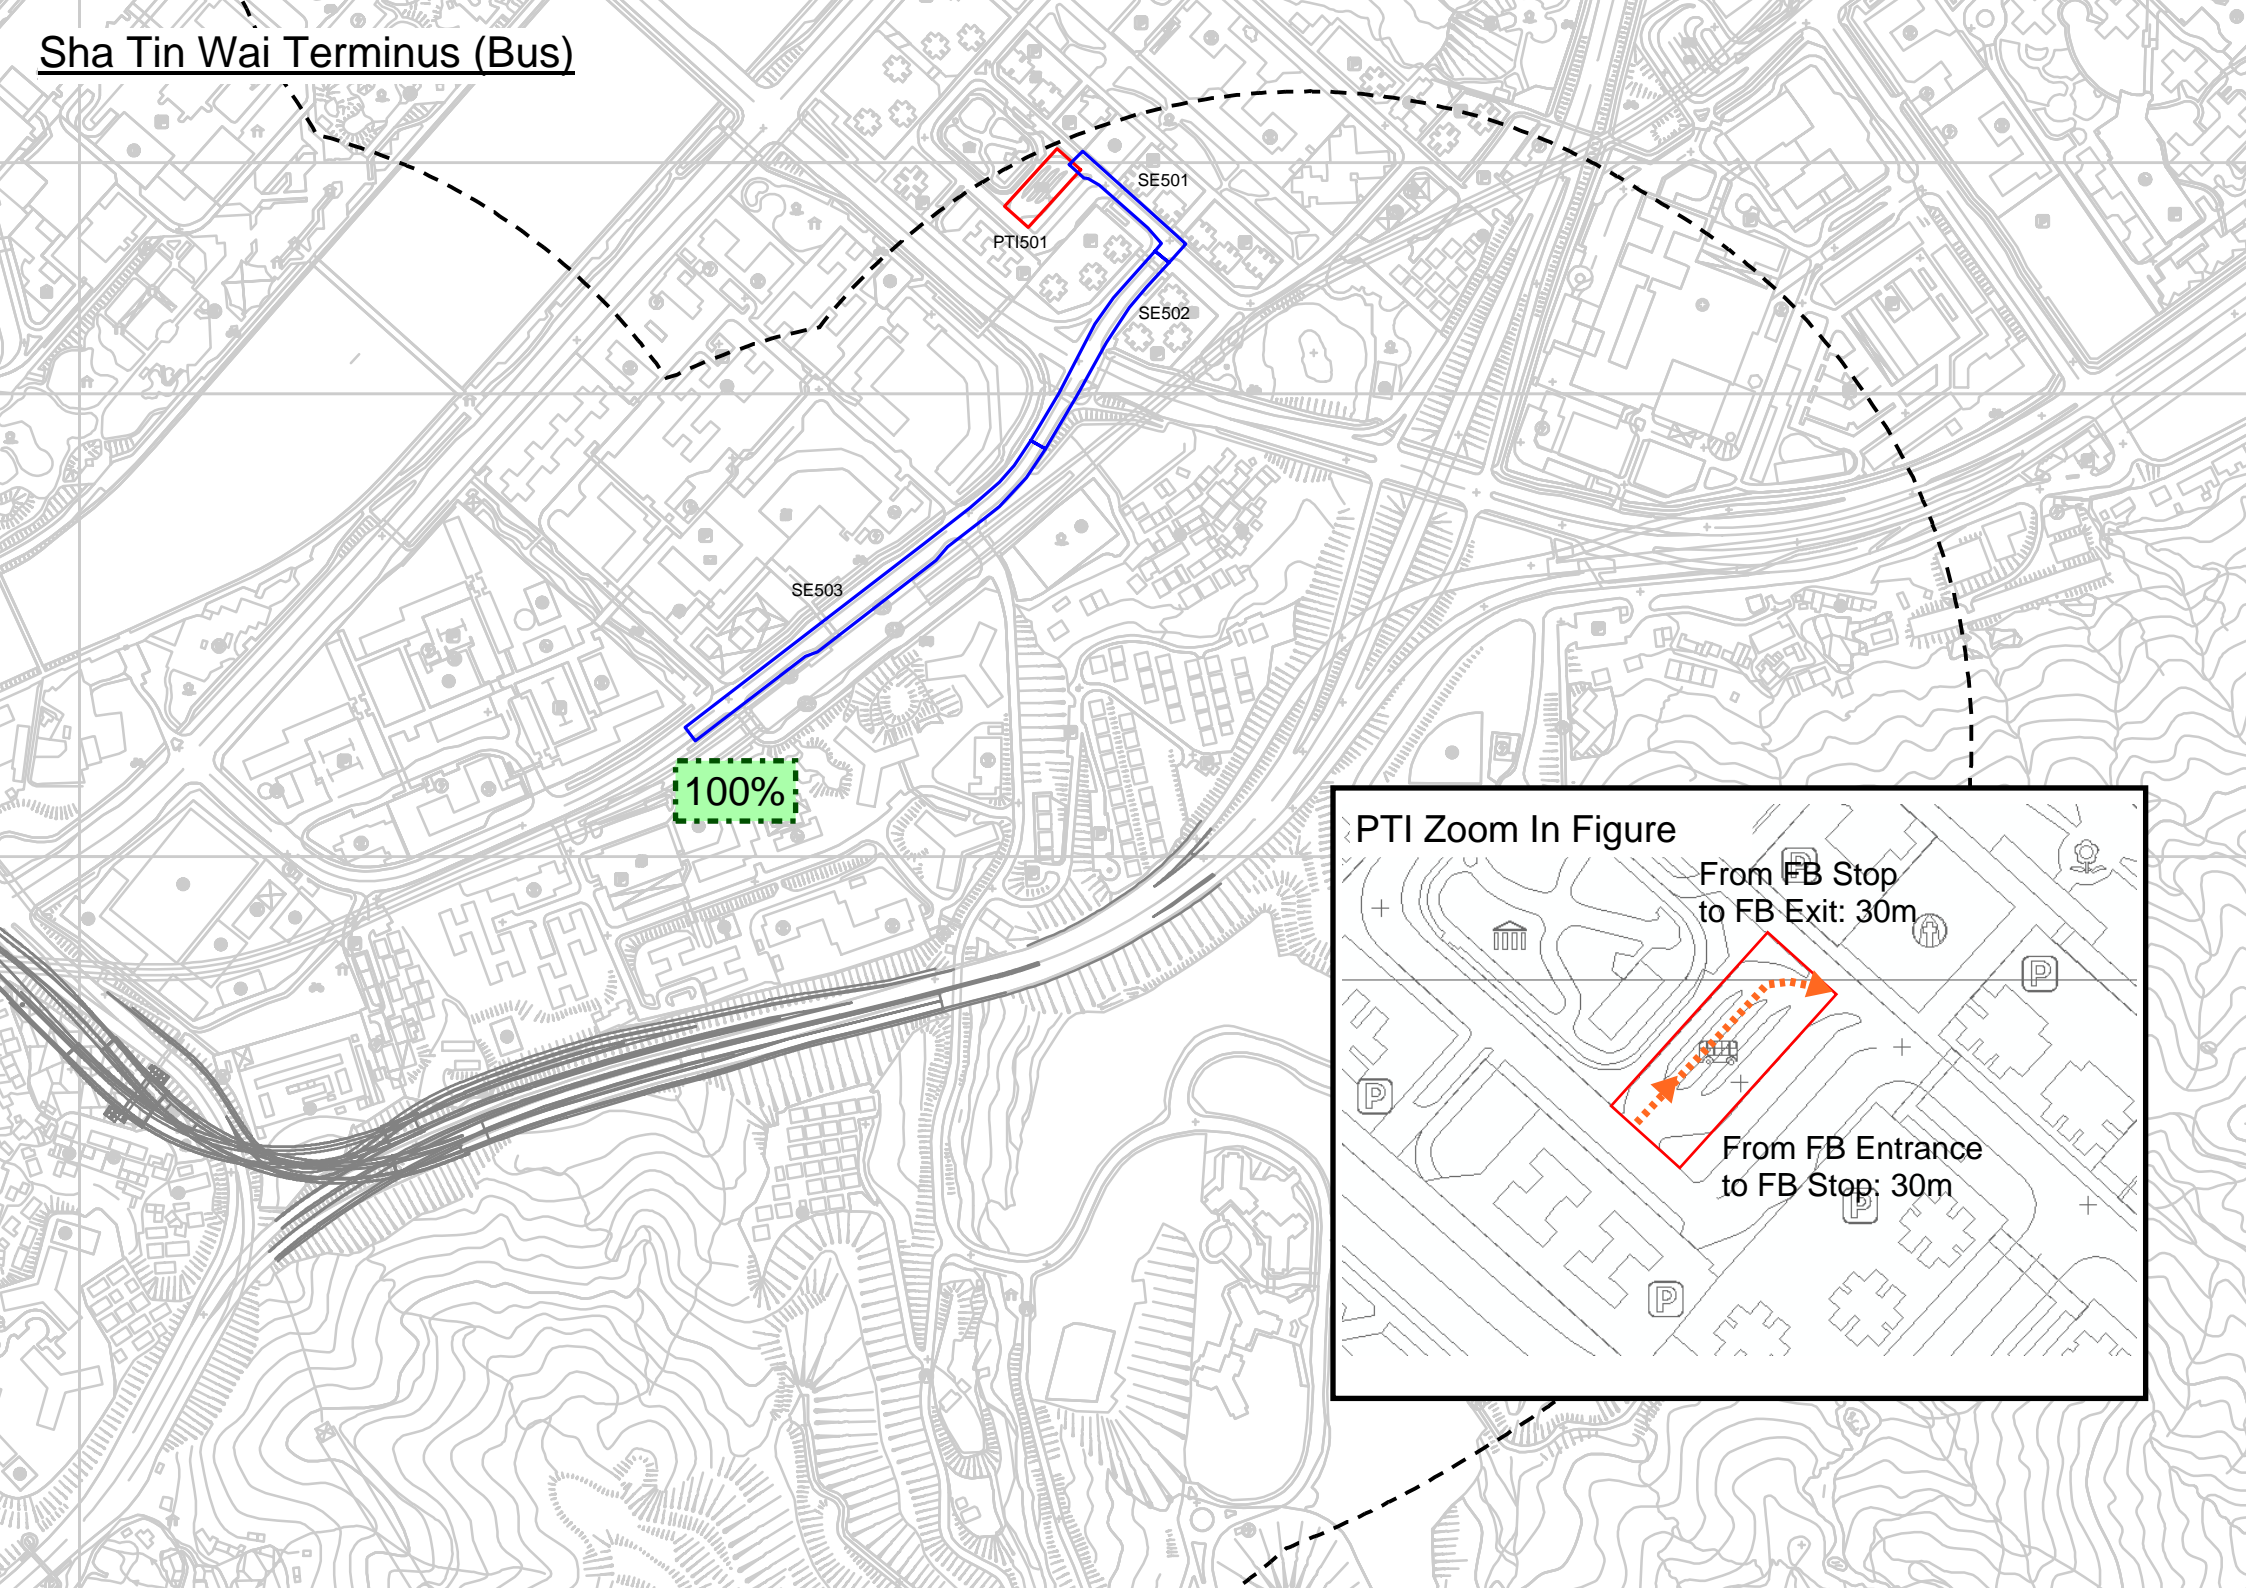 Sha Tin Wai Terminus (Bus)
SE501
PTI501
SE502
SE503
100%
PTI Zoom In Figure
From FB Stop
to FB Exit: 30m
From FB Entrance
to FB Stop: 30m
P
P
P
P
P